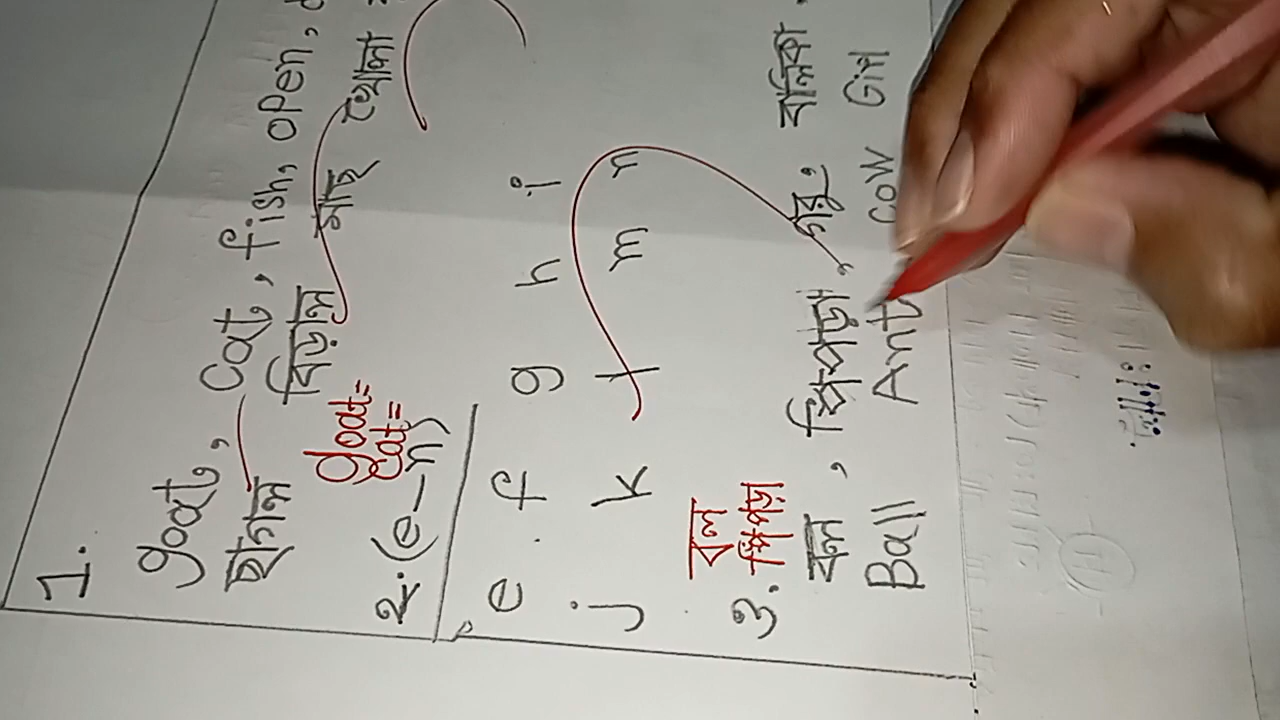 1.
goat, cat, fish, open,
ছাগল বিড়াল মাছ খোলা
goat=
cat=
2.(e-n)
e . f g h i
j k l m n
বল
পিপড়া
3. বল, পিপড়া, গরু, বালিকা
Ball Ant cow Girl